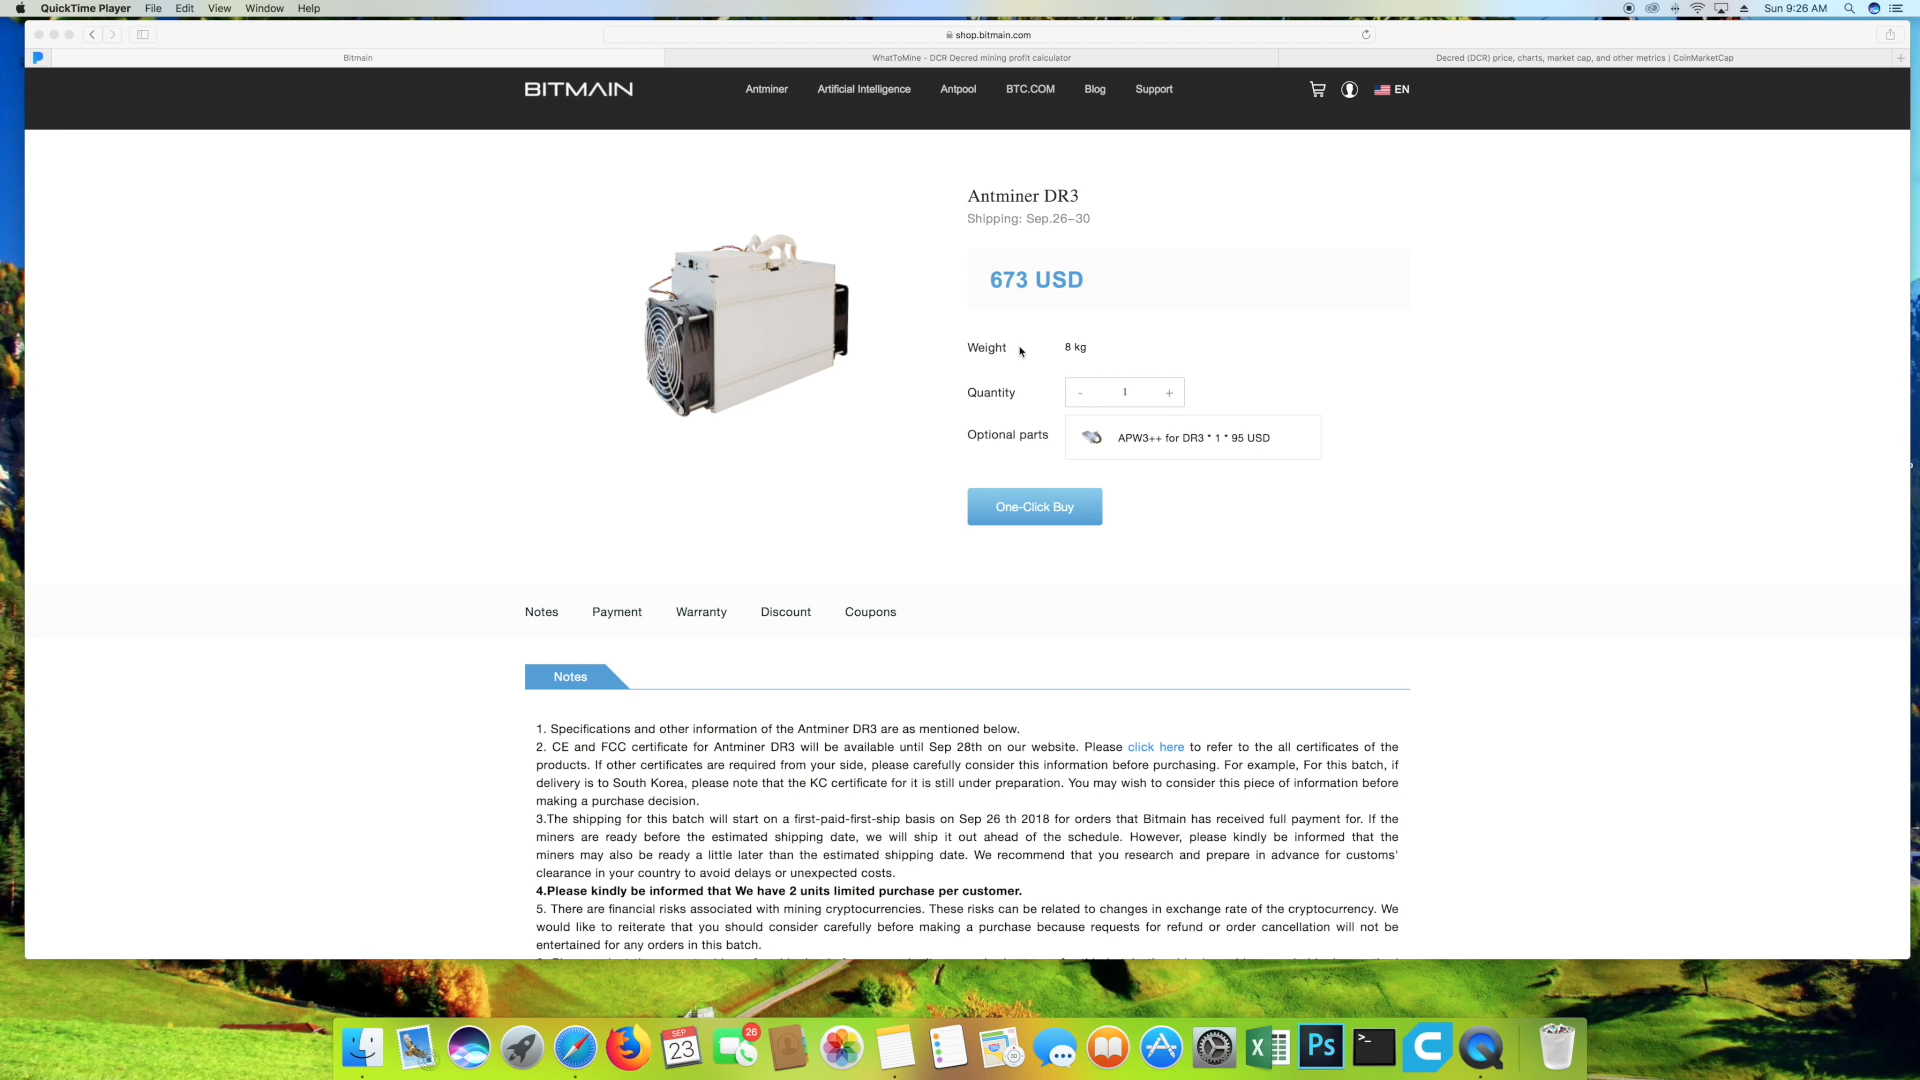 QuickTime Player File Edit View Window Help
Sun 9:26 AM
shop.bitmain.com
Bitmain
WhatToMine - DCR Decred mining profit calculator
Decred (DCR) price, charts, market cap, and other metrics | CoinMarketCap
BITMAIN
Antminer Artificial Intelligence Antpool BTC.COM Blog Support
EN
Antminer DR3
Shipping: Sep.26–30
673 USD
Weight 8 kg
Quantity - 1 +
Optional parts APW3++ for DR3 * 1 * 95 USD
One-Click Buy
Notes Payment Warranty Discount Coupons
Notes
1. Specifications and other information of the Antminer DR3 are as mentioned below.
2. CE and FCC certificate for Antminer DR3 will be available until Sep 28th on our website. Please click here to refer to the all certificates of the
products. If other certificates are required from your side, please carefully consider this information before purchasing. For example, For this batch, if
delivery is to South Korea, please note that the KC certificate for it is still under preparation. You may wish to consider this piece of information before
making a purchase decision.
3.The shipping for this batch will start on a first-paid-first-ship basis on Sep 26 th 2018 for orders that Bitmain has received full payment for. If the
miners are ready before the estimated shipping date, we will ship it out ahead of the schedule. However, please kindly be informed that the
miners may also be ready a little later than the estimated shipping date. We recommend that you research and prepare in advance for customs'
clearance in your country to avoid delays or unexpected costs.
4.Please kindly be informed that We have 2 units limited purchase per customer.
5. There are financial risks associated with mining cryptocurrencies. These risks can be related to changes in exchange rate of the cryptocurrency. We
would like to reiterate that you should consider carefully before making a purchase because requests for refund or order cancellation will not be
entertained for any orders in this batch.
SEP
23
26
Ps